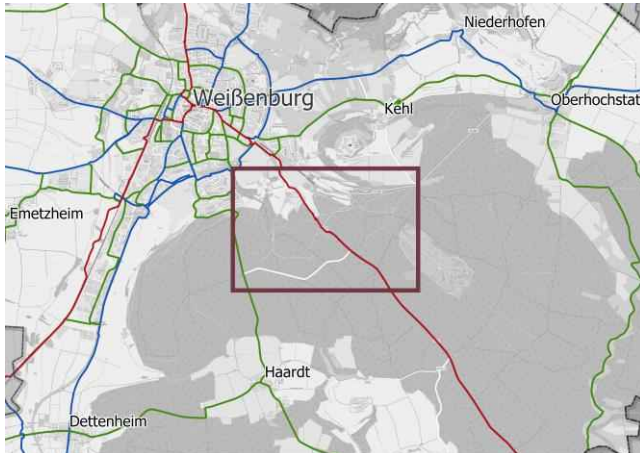 Niederhofen
Weißenburg
Oberhochstat
Kehl
Emetzheim
Haardt
Dettenheim